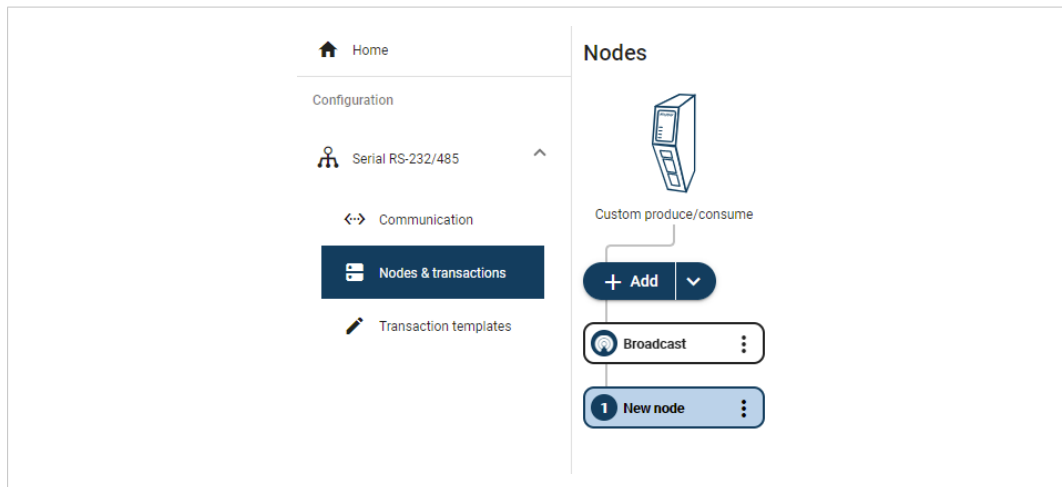 Home
Configuration
Serial RS-232/485
Communication
Nodes & transactions
Transaction templates
Nodes
Custom produce/consume
Add
Broadcast
1 New node